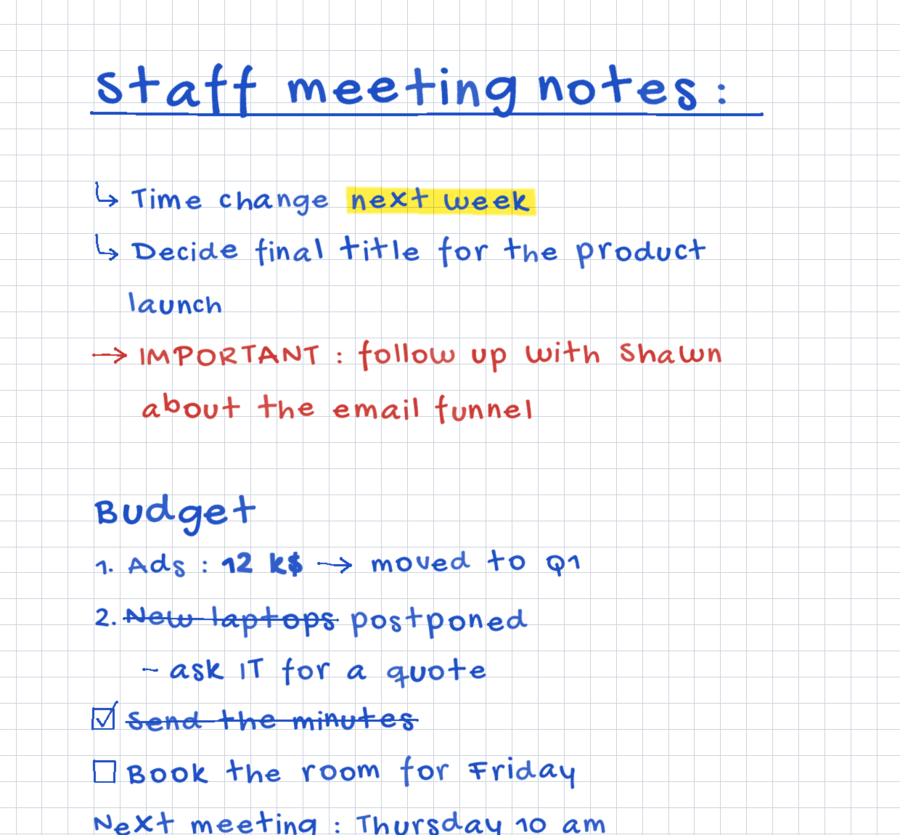 Staff meeting notes:
↳ Time change next week
↳ Decide final title for the product
launch
→ IMPORTANT : follow up with Shawn
about the email funnel
Budget
1. Ads : 12 k$ → moved to Q1
2. ~~New laptops~~ postponed
- ask IT for a quote
☑ ~~Send the minutes~~
☐ Book the room for Friday
Next meeting : Thursday 10 am